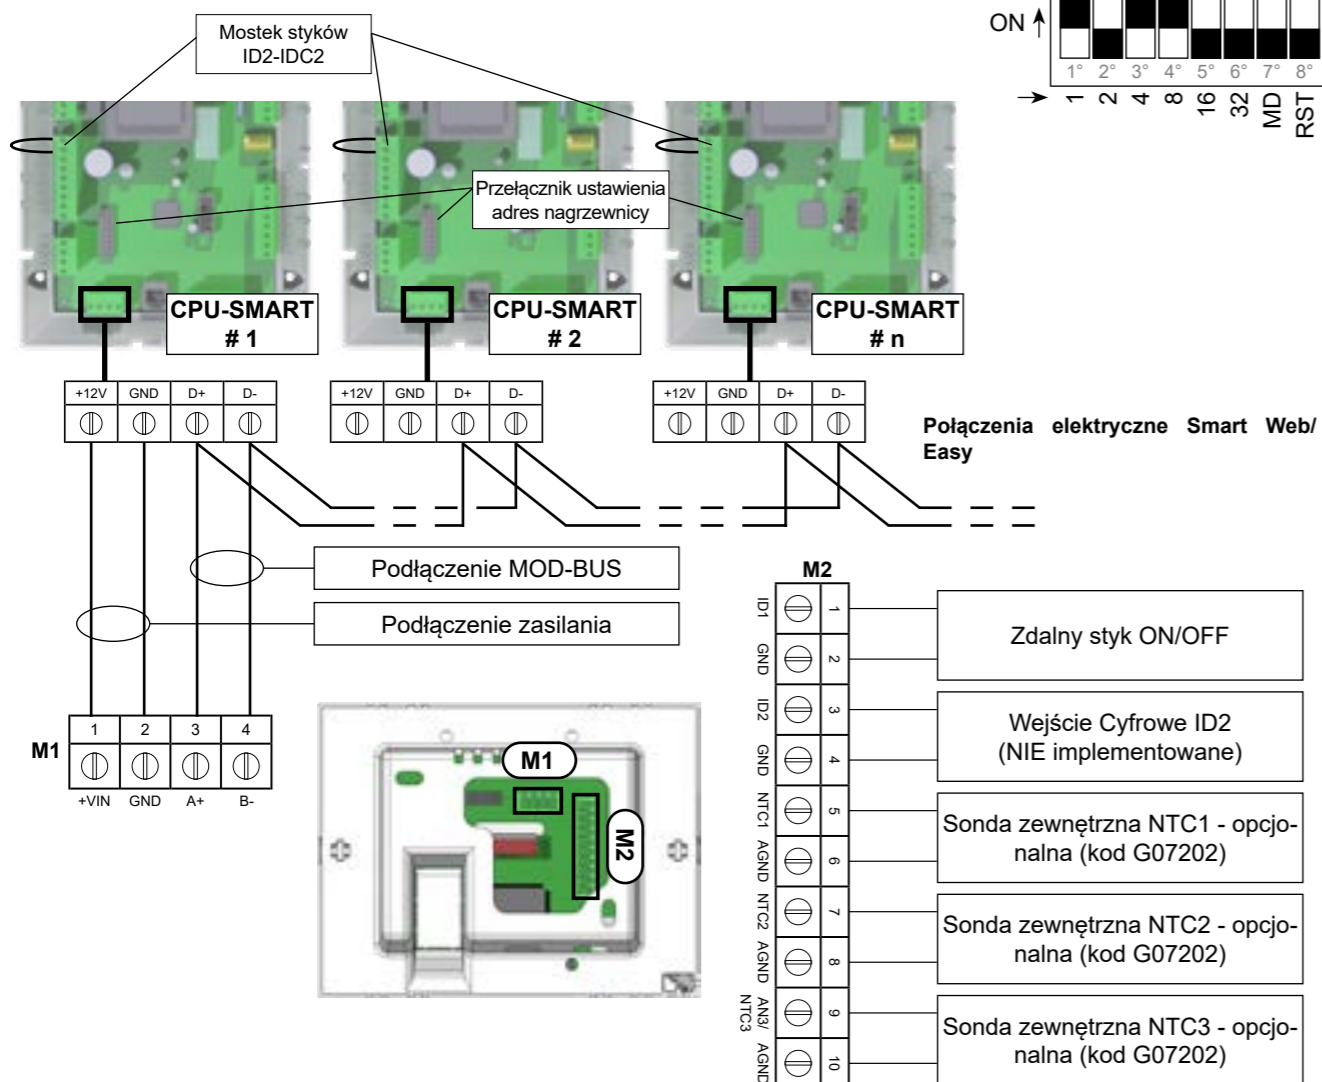 Mostek styków
ID2-IDC2
ON
1° 2° 3° 4° 5° 6° 7° 8°
1 2 4 8 16 32 MD RST
Przełącznik ustawienia
adres nagrzewnicy
CPU-SMART
# 1
CPU-SMART
# 2
CPU-SMART
# n
+12V GND D+ D-
+12V GND D+ D-
+12V GND D+ D-
Połączenia elektryczne Smart Web/
Easy
Podłączenie MOD-BUS
Podłączenie zasilania
M1
1 2 3 4
+VIN GND A+ B-
M1
M2
M2
ID1 1
GND 2
Zdalny styk ON/OFF
ID2 3
GND 4
Wejście Cyfrowe ID2
(NIE implementowane)
NTC1 5
AGND 6
Sonda zewnętrzna NTC1 - opcjo-
nalna (kod G07202)
NTC2 7
AGND 8
Sonda zewnętrzna NTC2 - opcjo-
nalna (kod G07202)
AN3/
NTC3 9
AGND 10
Sonda zewnętrzna NTC3 - opcjo-
nalna (kod G07202)